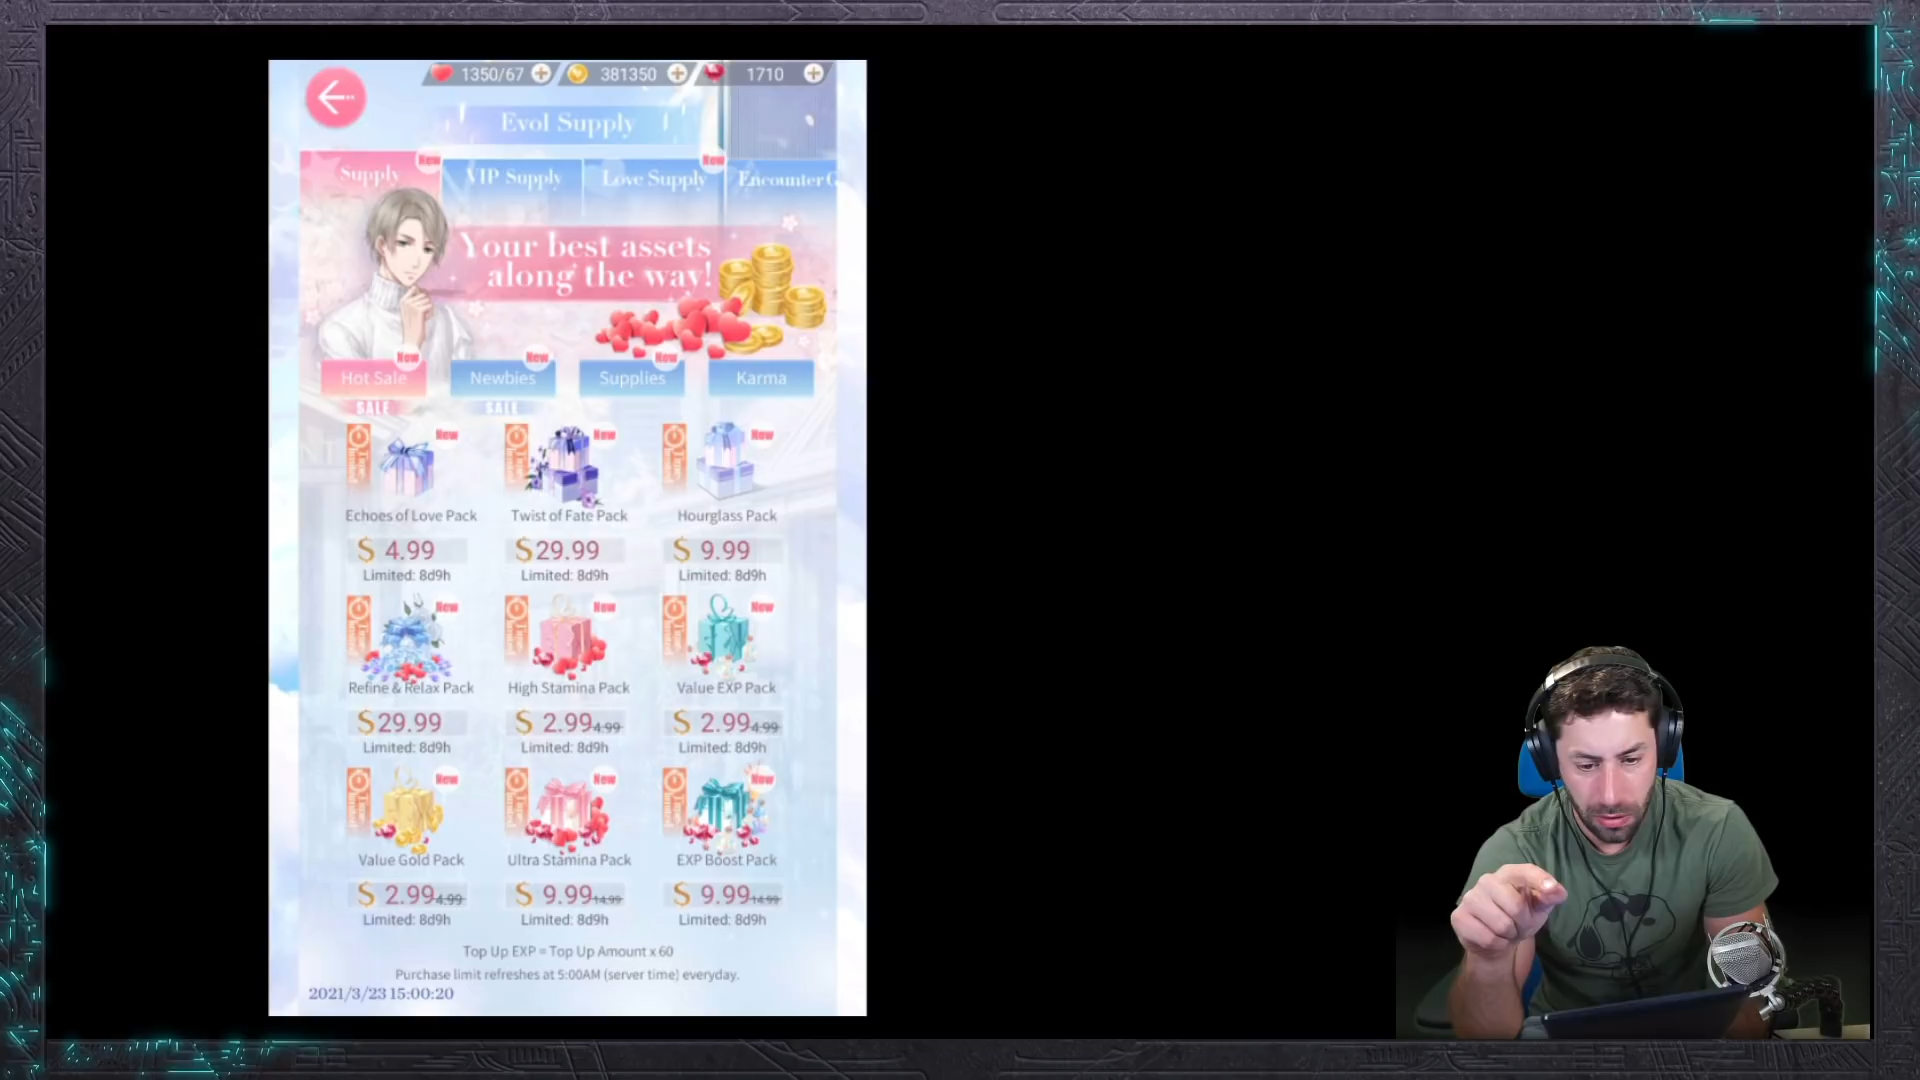 1350/67
381350
1710
Evol Supply
New
New
Supply
VIP Supply
Love Supply
Encounter
Your best assets
along the way!
New
New
New
Hot Sale
Newbies
Supplies
Karma
SALE
SALE
New
New
New
Echoes of Love Pack
Twist of Fate Pack
Hourglass Pack
$ 4.99
$ 29.99
$ 9.99
Limited: 8d9h
Limited: 8d9h
Limited: 8d9h
New
New
New
Refine & Relax Pack
High Stamina Pack
Value EXP Pack
$ 29.99
$ 2.99 4.99
$ 2.99 4.99
Limited: 8d9h
Limited: 8d9h
Limited: 8d9h
New
New
New
Value Gold Pack
Ultra Stamina Pack
EXP Boost Pack
$ 2.99 4.99
$ 9.99 14.99
$ 9.99 14.99
Limited: 8d9h
Limited: 8d9h
Limited: 8d9h
Top Up EXP = Top Up Amount x 60
Purchase limit refreshes at 5:00AM (server time) everyday.
2021/3/23 15:00:20